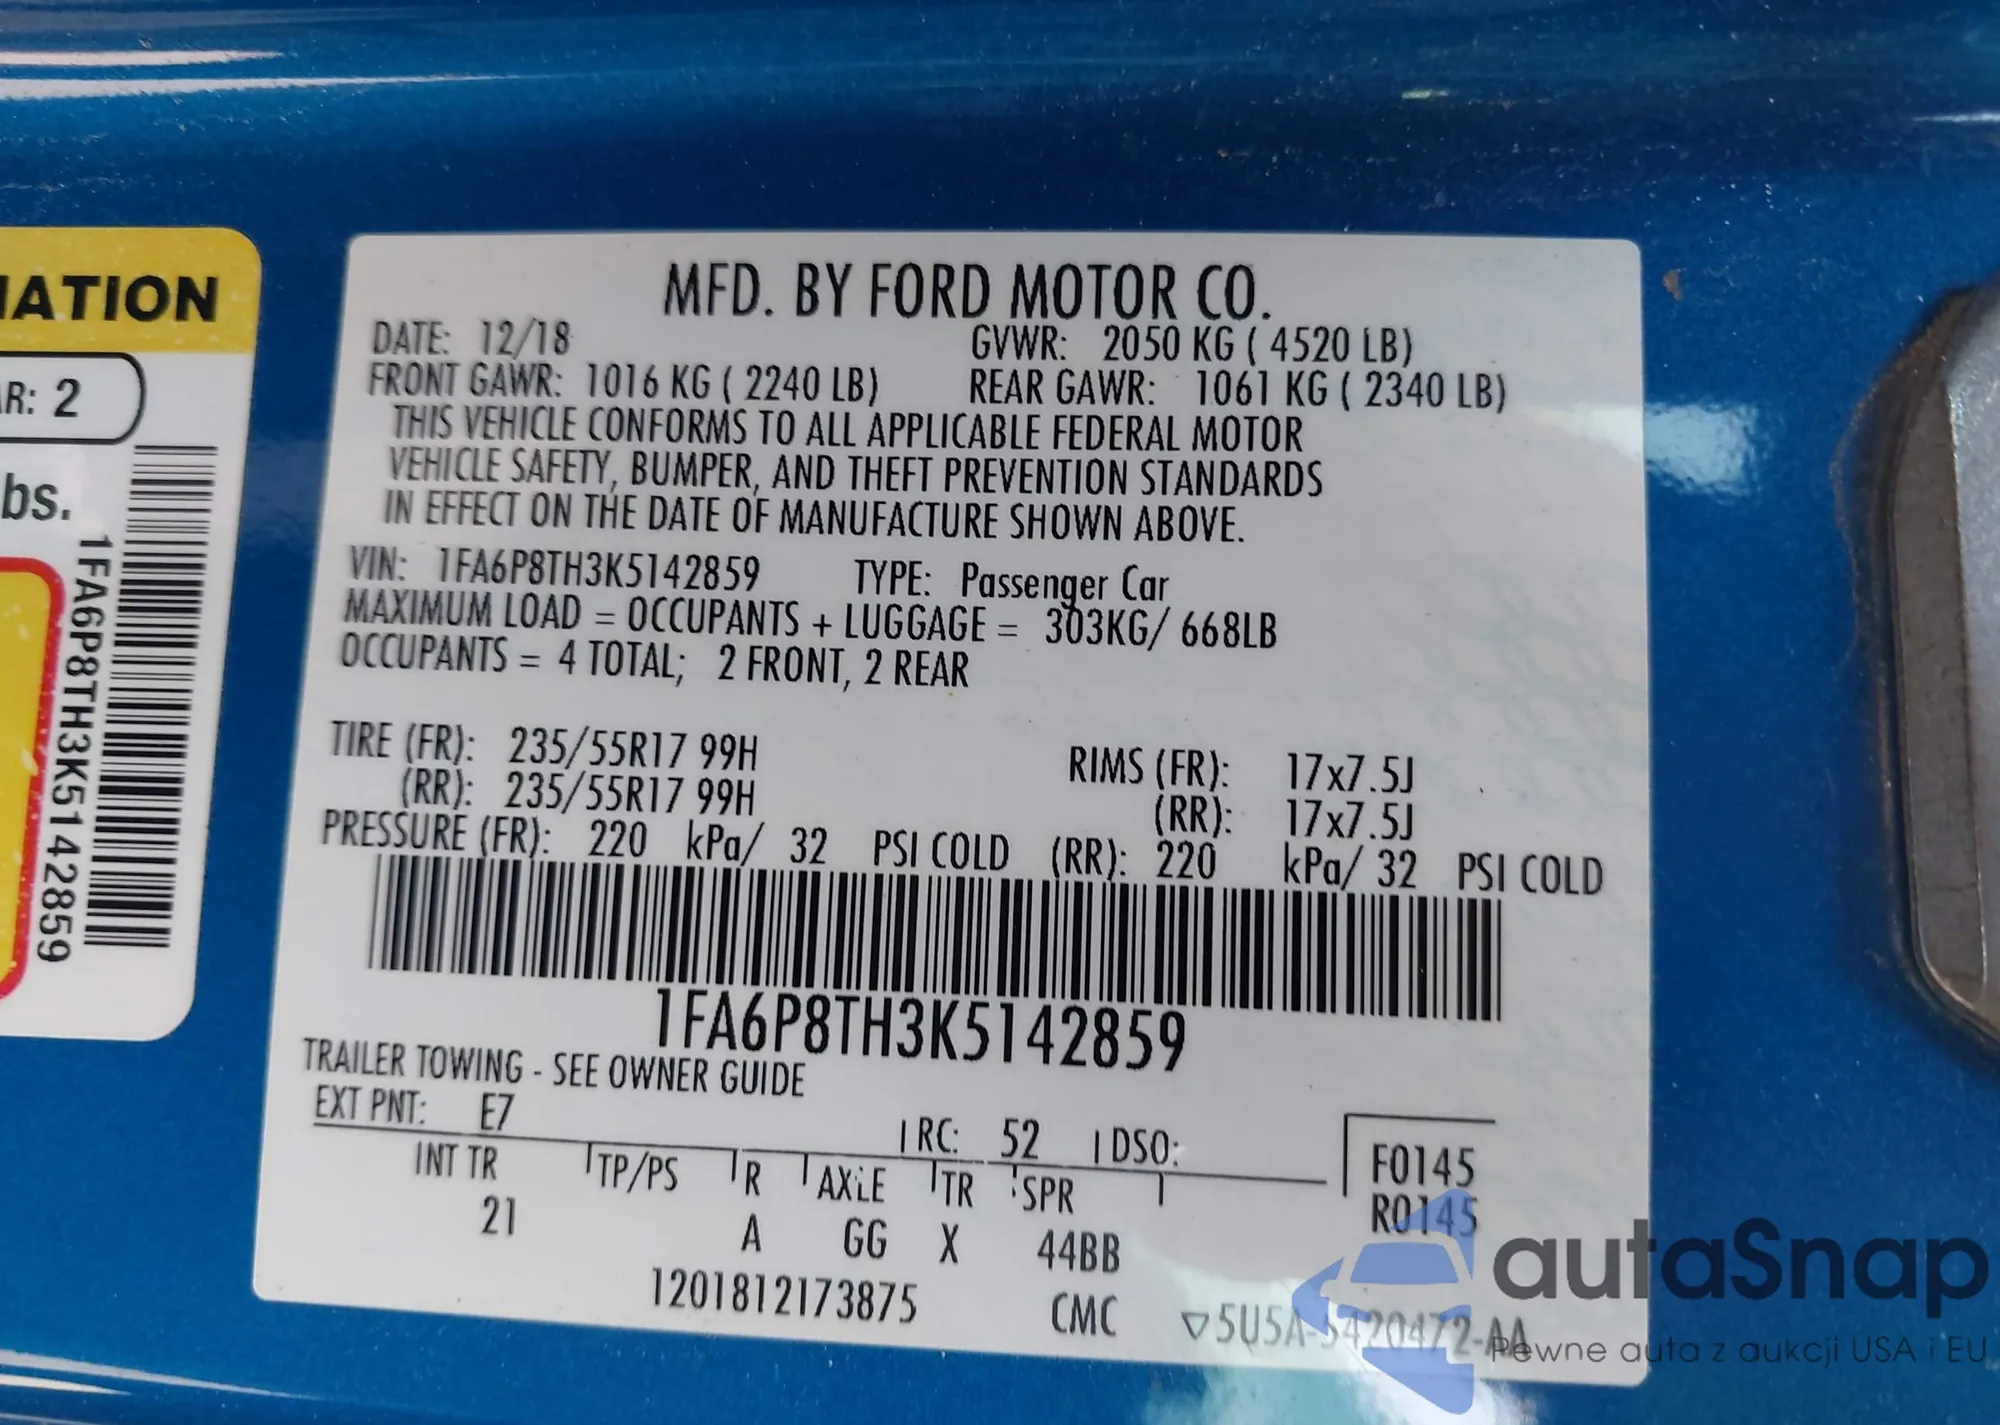 MATION
AR: 2
bs.
1FA6P8TH3K5142859
MFD. BY FORD MOTOR CO.
DATE: 12/18 GVWR: 2050 KG ( 4520 LB)
FRONT GAWR: 1016 KG ( 2240 LB) REAR GAWR: 1061 KG ( 2340 LB)
THIS VEHICLE CONFORMS TO ALL APPLICABLE FEDERAL MOTOR
VEHICLE SAFETY, BUMPER, AND THEFT PREVENTION STANDARDS
IN EFFECT ON THE DATE OF MANUFACTURE SHOWN ABOVE.
VIN: 1FA6P8TH3K5142859 TYPE: Passenger Car
MAXIMUM LOAD = OCCUPANTS + LUGGAGE = 303KG/ 668LB
OCCUPANTS = 4 TOTAL; 2 FRONT, 2 REAR
TIRE (FR): 235/55R17 99H RIMS (FR): 17x7.5J
(RR): 235/55R17 99H (RR): 17x7.5J
PRESSURE (FR): 220 kPa/ 32 PSI COLD (RR): 220 kPa/ 32 PSI COLD
1FA6P8TH3K5142859
TRAILER TOWING - SEE OWNER GUIDE
EXT PNT: E7 RC: 52 DSO:
INT TR TP/PS R AXLE TR SPR F0145
21 A GG X 44BB R0145
1201812173875 CMC ▽5U5A-5420472-AA
autaSnap
Pewne auta z aukcji USA i EU